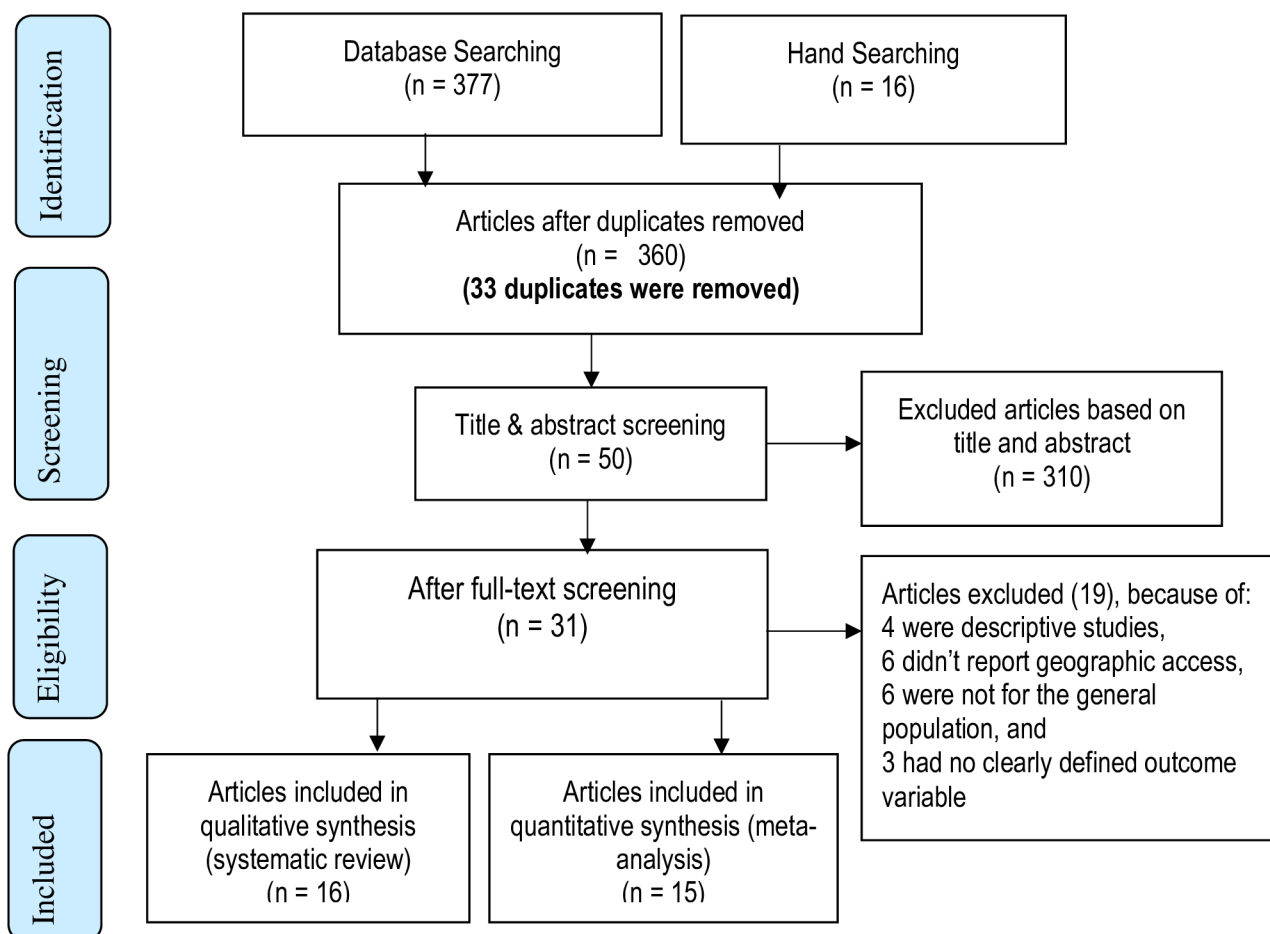 Identification
Database Searching
(n = 377)
Hand Searching
(n = 16)
Articles after duplicates removed
(n =   360)
(33 duplicates were removed)
Screening
Title & abstract screening
(n = 50)
Excluded articles based on
title and abstract
(n = 310)
Eligibility
After full-text screening
(n = 31)
Articles excluded (19), because of:
4 were descriptive studies,
6 didn’t report geographic access,
6 were not for the general
population, and
3 had no clearly defined outcome
variable
Included
Articles included in
qualitative synthesis
(systematic review)
(n = 16)
Articles included in
quantitative synthesis (meta-
analysis)
(n = 15)